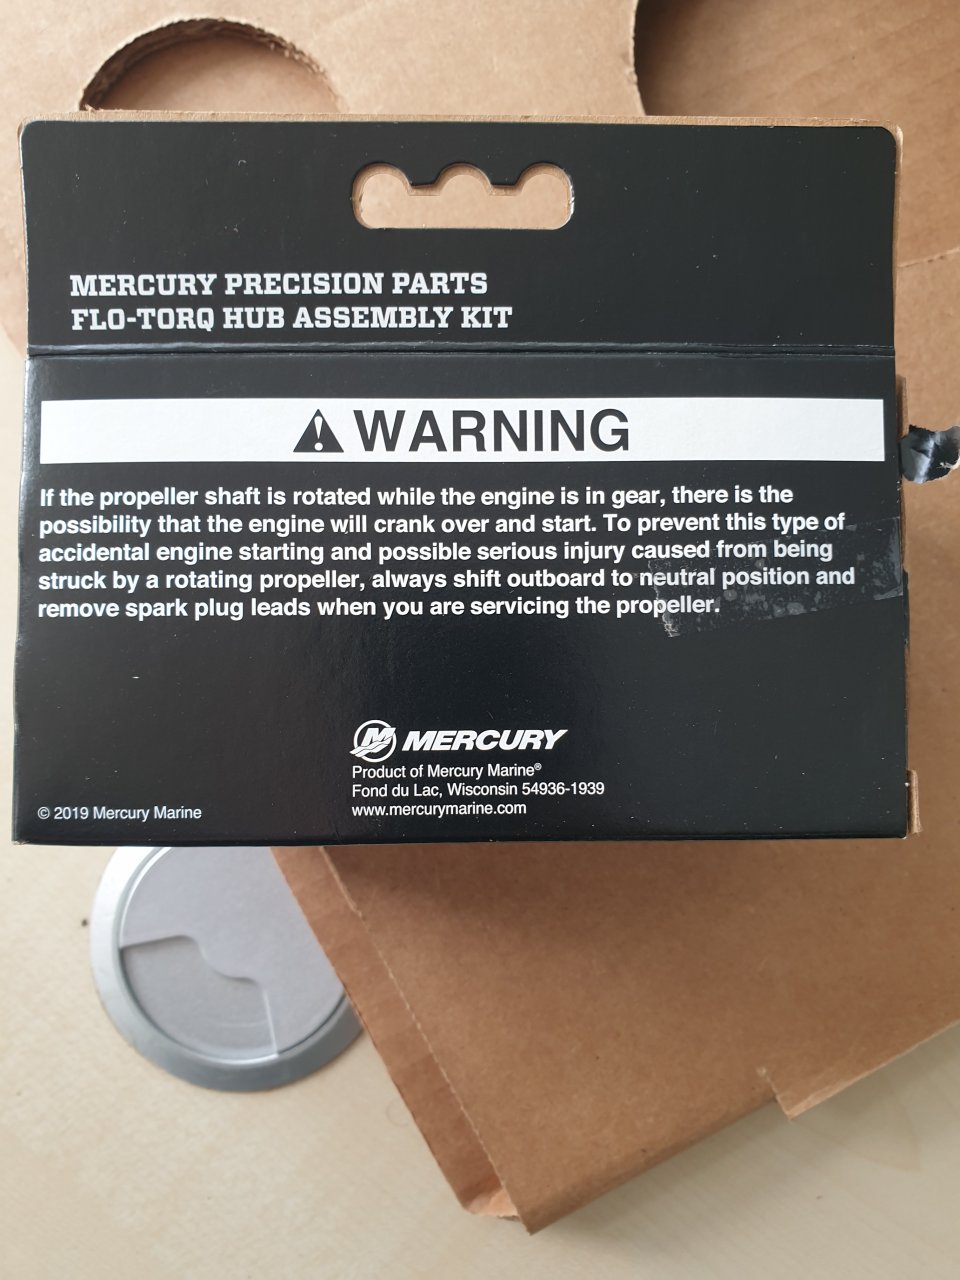 MERCURY PRECISION PARTS
FLO-TORQ HUB ASSEMBLY KIT
WARNING
If the propeller shaft is rotated while the engine is in gear, there is the
possibility that the engine will crank over and start. To prevent this type of
accidental engine starting and possible serious injury caused from being
struck by a rotating propeller, always shift outboard to neutral position and
remove spark plug leads when you are servicing the propeller.
MERCURY
Product of Mercury Marine®
Fond du Lac, Wisconsin 54936-1939
www.mercurymarine.com
© 2019 Mercury Marine